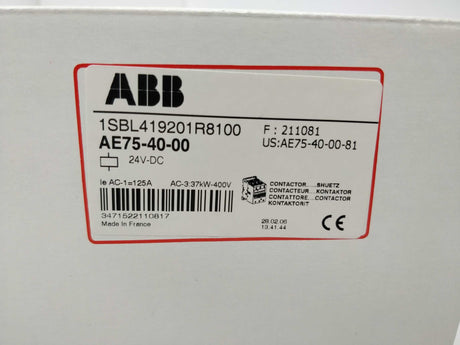 ABB
1SBL419201R8100
F : 211081
AE75-40-00
US:AE75-40-00-81
24V-DC
Ie AC-1=125A AC-3:37kW-400V
CONTACTOR....SHUETZ
CONTACTEUR...KONTAKTOR
CONTATTORE...CONTACTOR
KONTAKTORIT
3471522110817
Made in France
28.02.06
13.41.44
CE